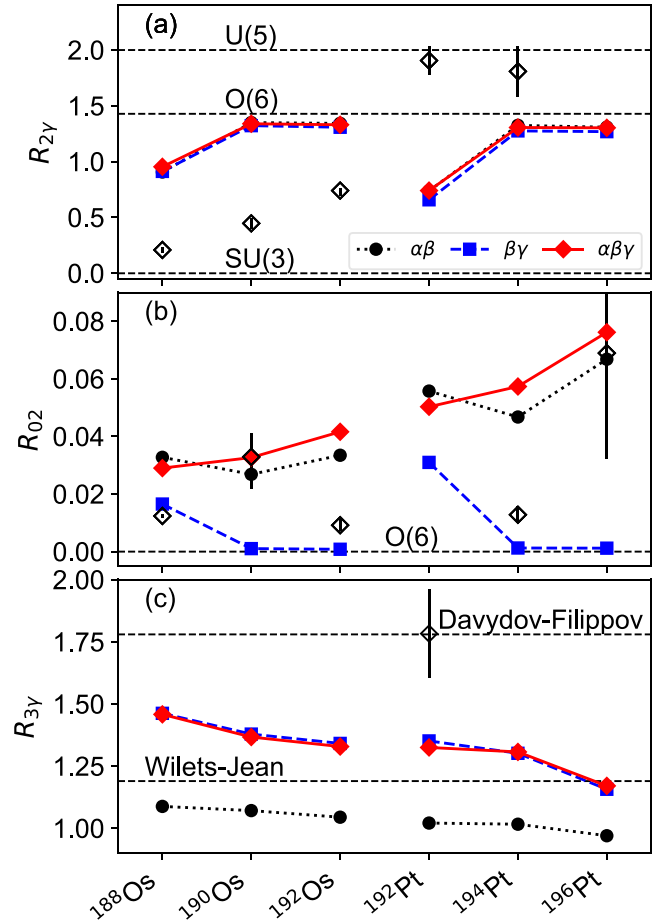 (a)
U(5)
O(6)
SU(3)
2.0
1.5
1.0
0.5
0.0
R₂γ
αβ βγ αβγ
(b)
0.08
0.06
0.04
0.02
0.00
R₀₂
O(6)
(c)
2.00
1.75
1.50
1.25
1.00
R₃γ
Davydov-Filippov
Wilets-Jean
¹⁸⁸Os ¹⁹⁰Os ¹⁹²Os ¹⁹²Pt ¹⁹⁴Pt ¹⁹⁶Pt